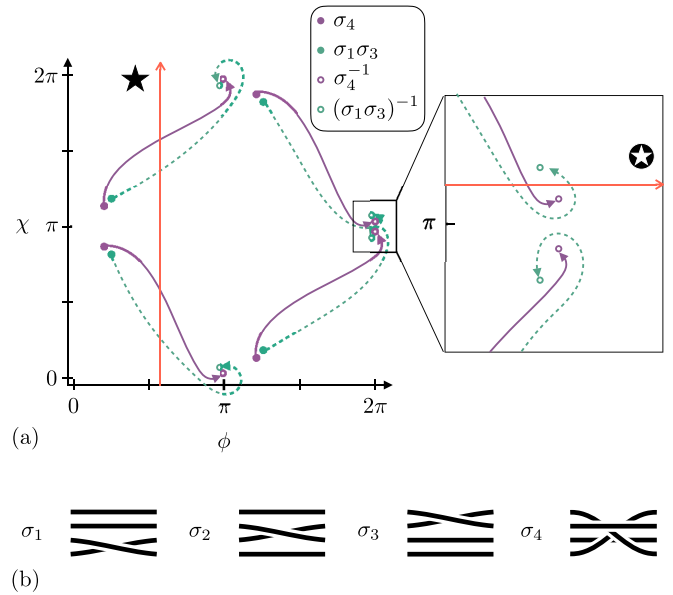 σ₄
σ₁σ₃
σ₄⁻¹
(σ₁σ₃)⁻¹
2π
χ π
0
0 π 2π
ϕ
π
(a)
σ₁ σ₂ σ₃ σ₄
(b)